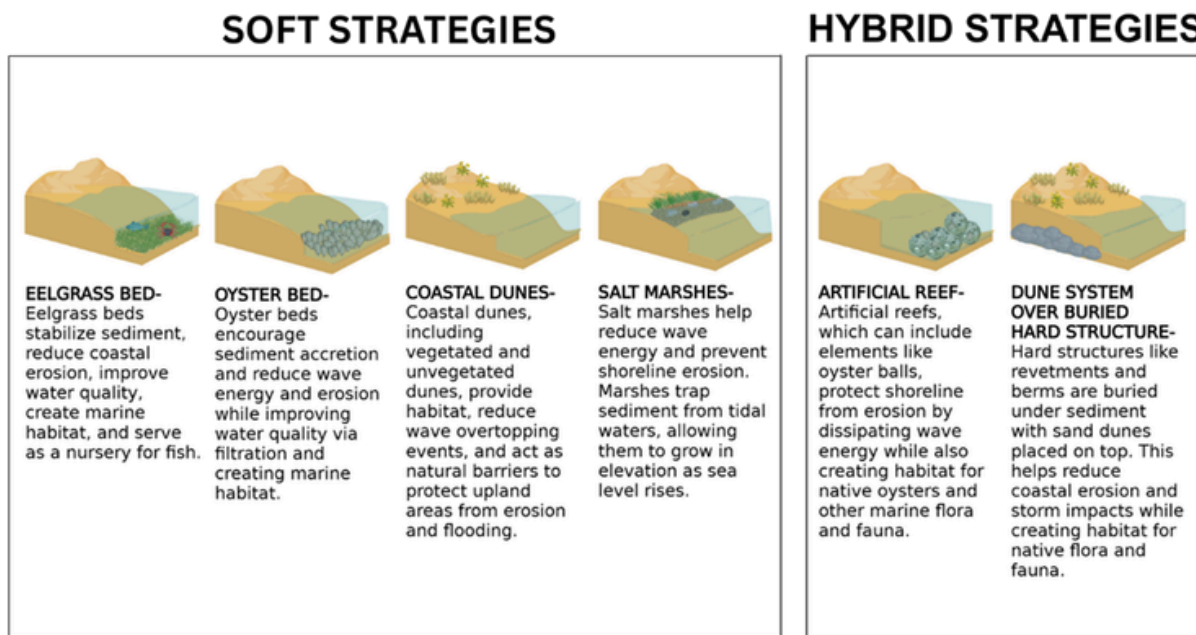 SOFT STRATEGIES
HYBRID STRATEGIES
EELGRASS BED-
Eelgrass beds
stabilize sediment,
reduce coastal
erosion, improve
water quality,
create marine
habitat, and serve
as a nursery for fish.
OYSTER BED-
Oyster beds
encourage
sediment accretion
and reduce wave
energy and erosion
while improving
water quality via
filtration and
creating marine
habitat.
COASTAL DUNES-
Coastal dunes,
including
vegetated and
unvegetated
dunes, provide
habitat, reduce
wave overtopping
events, and act as
natural barriers to
protect upland
areas from erosion
and flooding.
SALT MARSHES-
Salt marshes help
reduce wave
energy and prevent
shoreline erosion.
Marshes trap
sediment from tidal
waters, allowing
them to grow in
elevation as sea
level rises.
ARTIFICIAL REEF-
Artificial reefs,
which can include
elements like
oyster balls,
protect shoreline
from erosion by
dissipating wave
energy while also
creating habitat for
native oysters and
other marine flora
and fauna.
DUNE SYSTEM
OVER BURIED
HARD STRUCTURE-
Hard structures like
revetments and
berms are buried
under sediment
with sand dunes
placed on top. This
helps reduce
coastal erosion and
storm impacts while
creating habitat for
native flora and
fauna.